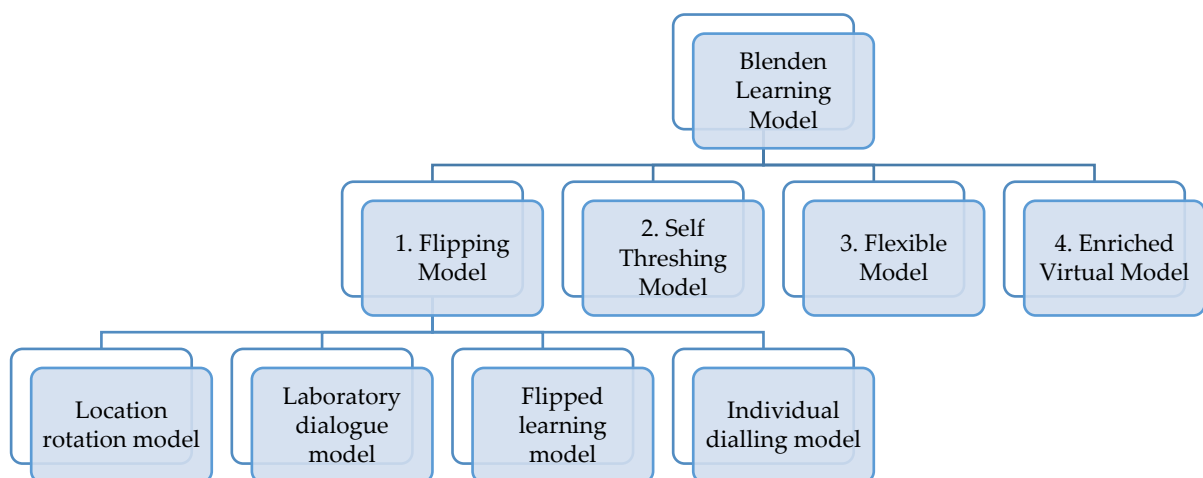 Blenden
Learning
Model
1. Flipping
Model
2. Self
Threshing
Model
3. Flexible
Model
4. Enriched
Virtual Model
Location
rotation model
Laboratory
dialogue
model
Flipped
learning
model
Individual
dialling model